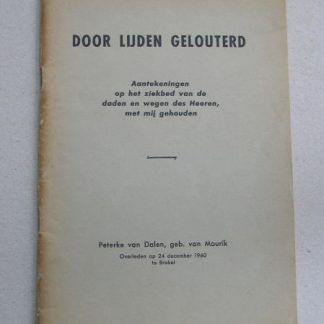 DOOR LIJDEN GELOUTERD
Aantekeningen
op het ziekbed van de
daden en wegen des Heeren,
met mij gehouden
Peterke van Dalen, geb. van Maurik
Overleden op 24 december 1960
te Brakel